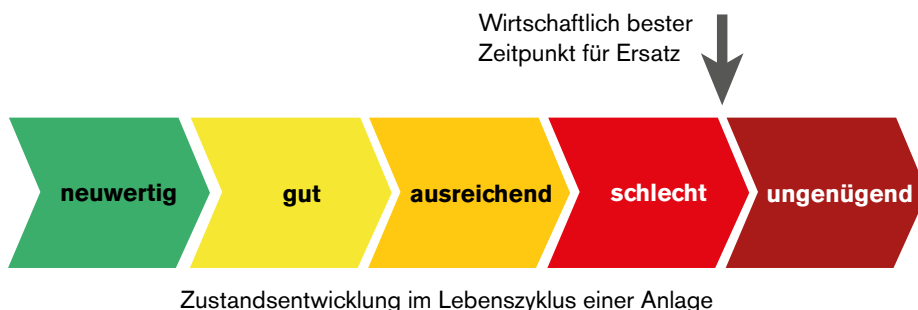 Wirtschaftlich bester
Zeitpunkt für Ersatz
neuwertig
gut
ausreichend
schlecht
ungenügend
Zustandsentwicklung im Lebenszyklus einer Anlage